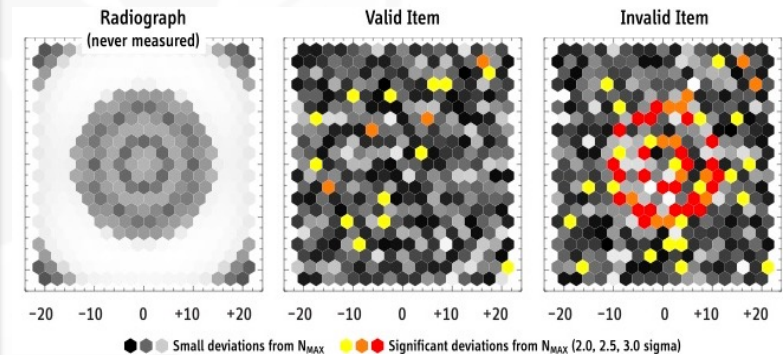 Radiograph
(never measured)
Valid Item
Invalid Item
−20 −10 0 +10 +20
−20 −10 0 +10 +20
−20 −10 0 +10 +20
Small deviations from NMAX
Significant deviations from NMAX (2.0, 2.5, 3.0 sigma)